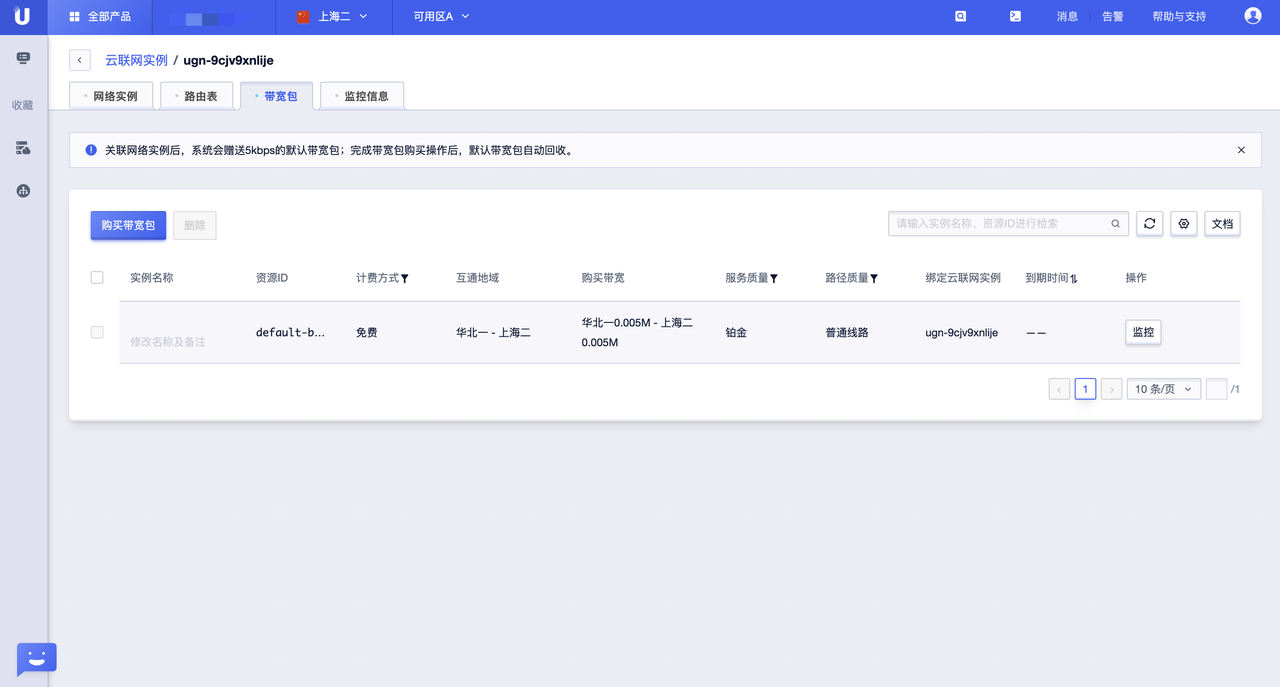 全部产品
上海二
可用区A
消息
告警
帮助与支持
收藏
云联网实例 / ugn-9cjv9xnlije
网络实例
路由表
带宽包
监控信息
关联网络实例后，系统会赠送5kbps的默认带宽包；完成带宽包购买操作后，默认带宽包自动回收。
购买带宽包
删除
请输入实例名称、资源ID进行检索
文档
实例名称 资源ID 计费方式 互通地域 购买带宽 服务质量 路径质量 绑定云联网实例 到期时间 操作
修改名称及备注
default-b...
免费
华北一 - 上海二
华北一0.005M - 上海二
0.005M
铂金
普通线路
ugn-9cjv9xnlije
——
监控
1
10 条/页
/1